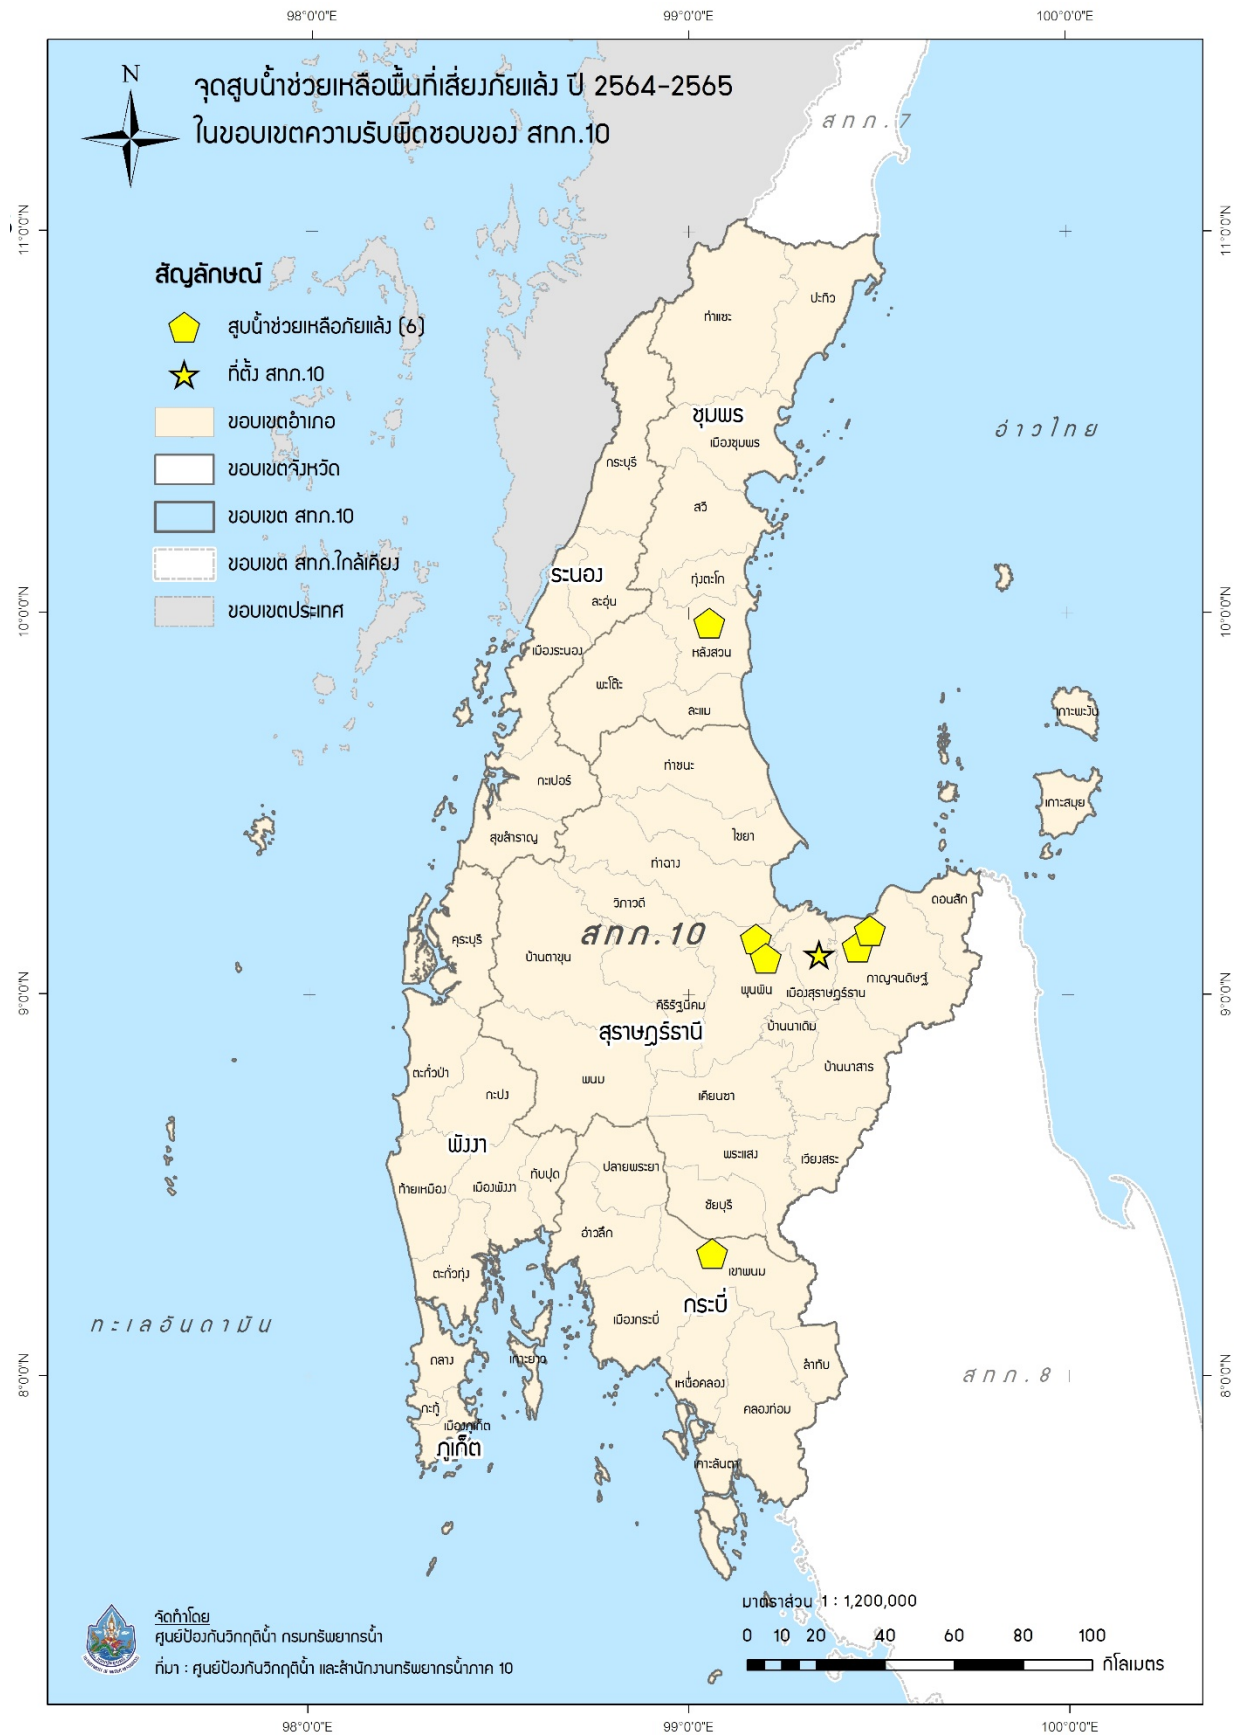 98°0'0"E
99°0'0"E
100°0'0"E
N
จุดสูบน้ำช่วยเหลือพื้นที่เสี่ยงภัยแล้ง ปี 2564-2565
ในขอบเขตความรับผิดชอบของ สทภ.10
สทภ.7
11°0'0"N
11°0'0"N
สัญลักษณ์
สูบน้ำช่วยเหลือภัยแล้ง (6)
ที่ตั้ง สทภ.10
ขอบเขตอำเภอ
ขอบเขตจังหวัด
ขอบเขต สทภ.10
ขอบเขต สทภ.ใกล้เคียง
ขอบเขตประเทศ
ปะทิว
ท่าแซะ
ชุมพร
เมืองชุมพร
อ่าวไทย
กระบุรี
สวี
ระนอง
ทุ่งตะโก
ละอุ่น
10°0'0"N
10°0'0"N
เมืองระนอง
หลังสวน
พะโต๊ะ
ละแม
เกาะพะงัน
ท่าชนะ
กะเปอร์
เกาะสมุย
สุขสำราญ
ไชยา
ท่าฉาง
วิภาวดี
ดอนสัก
คุระบุรี
สทภ.10
บ้านตาขุน
กาญจนดิษฐ์
พุนพิน
เมืองสุราษฎร์ธาน
9°0'0"N
9°0'0"N
คีรีรัฐนิคม
สุราษฎร์ธานี
บ้านนาเดิม
บ้านนาสาร
ตะกั่วป่า
กะปง
พนม
เคียนซา
พังงา
พระแสง
เวียงสระ
ทับปุด
ปลายพระยา
ท้ายเหมือง
เมืองพังงา
ชัยบุรี
อ่าวลึก
ตะกั่วทุ่ง
เขาพนม
กระบี่
เมืองกระบี่
ทะเลอันดามัน
ถลาง
เกาะยาว
ลำทับ
8°0'0"N
8°0'0"N
เหนือคลอง
สทภ.8
กะทู้
คลองท่อม
เมืองภูเก็ต
ภูเก็ต
เกาะลันตา
มาตราส่วน 1 : 1,200,000
0 10 20 40 60 80 100
กิโลเมตร
จัดทำโดย
ศูนย์ป้องกันวิกฤติน้ำ กรมทรัพยากรน้ำ
ที่มา : ศูนย์ป้องกันวิกฤติน้ำ และสำนักงานทรัพยากรน้ำภาค 10
98°0'0"E
99°0'0"E
100°0'0"E